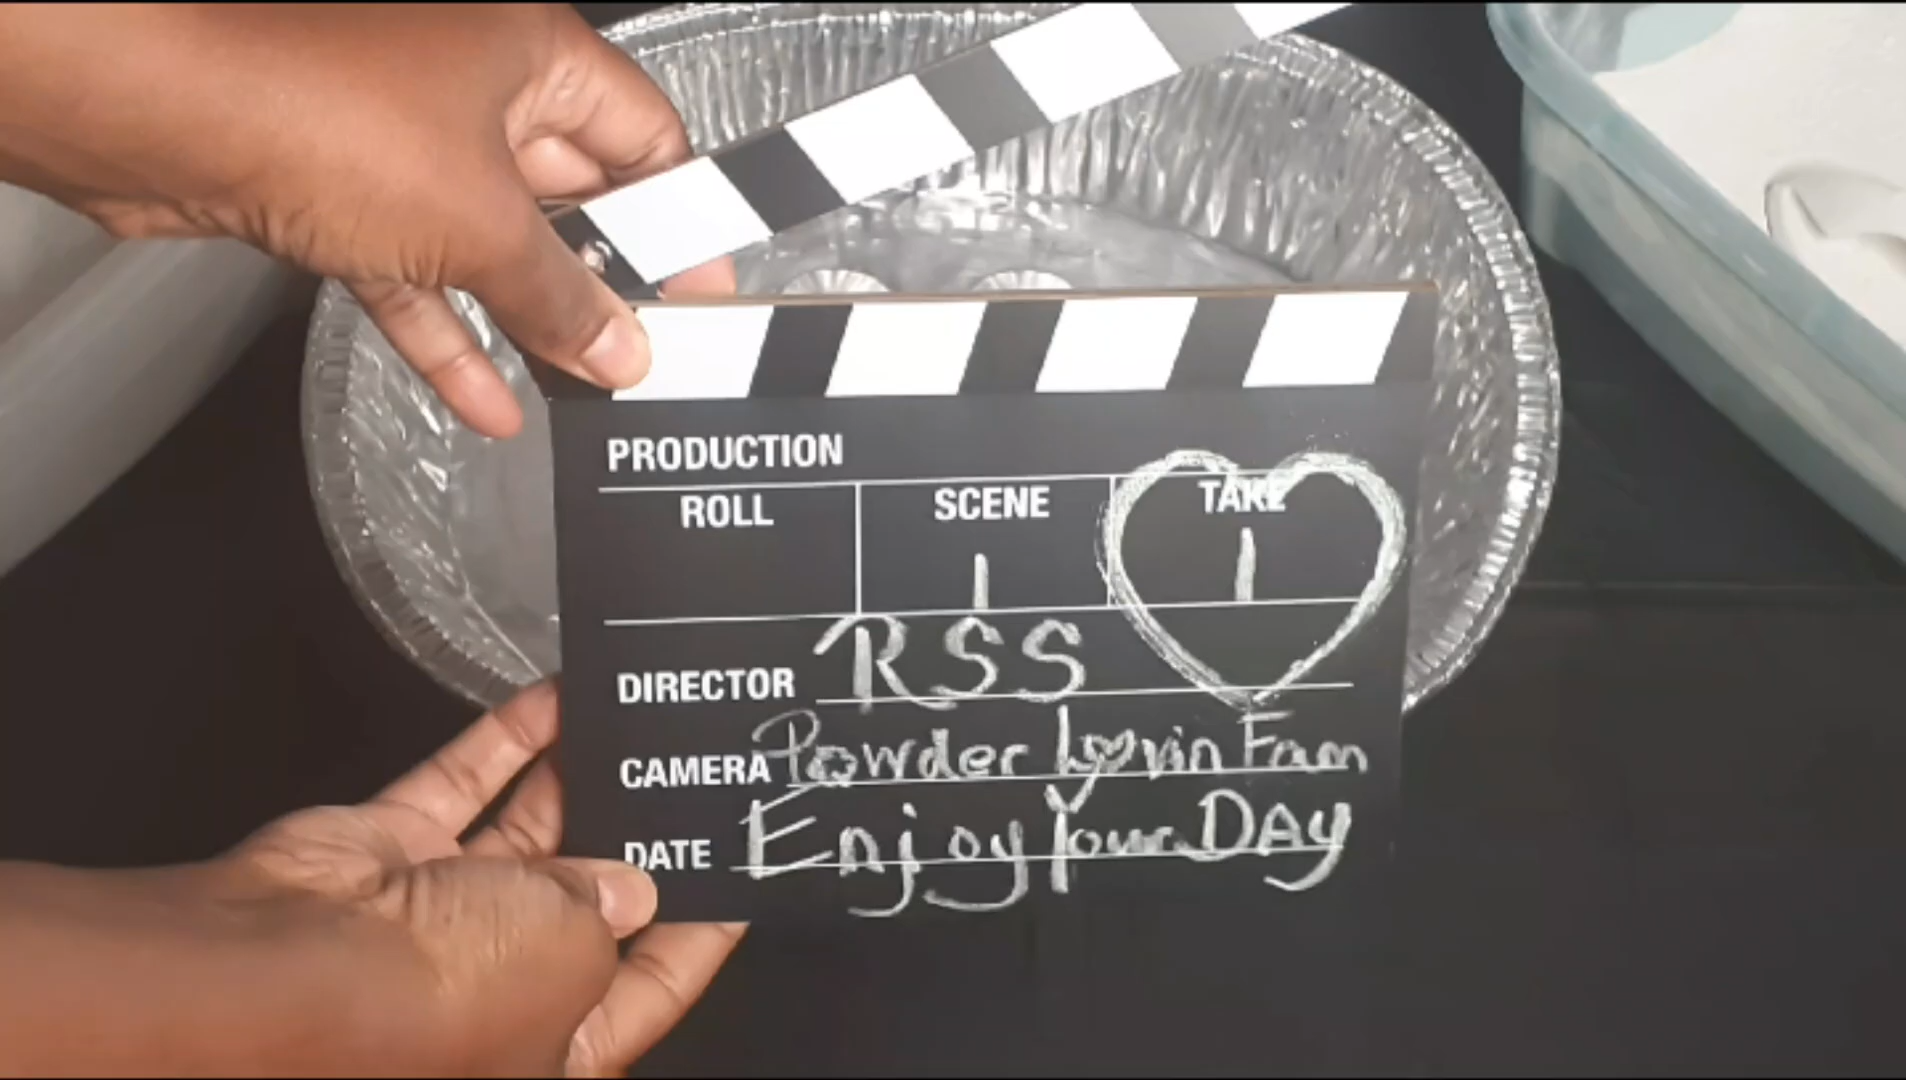 PRODUCTION
ROLL SCENE TAKE
1 1
DIRECTOR RSS
CAMERA Powder Lovin Fam
DATE Enjoy Your DAy